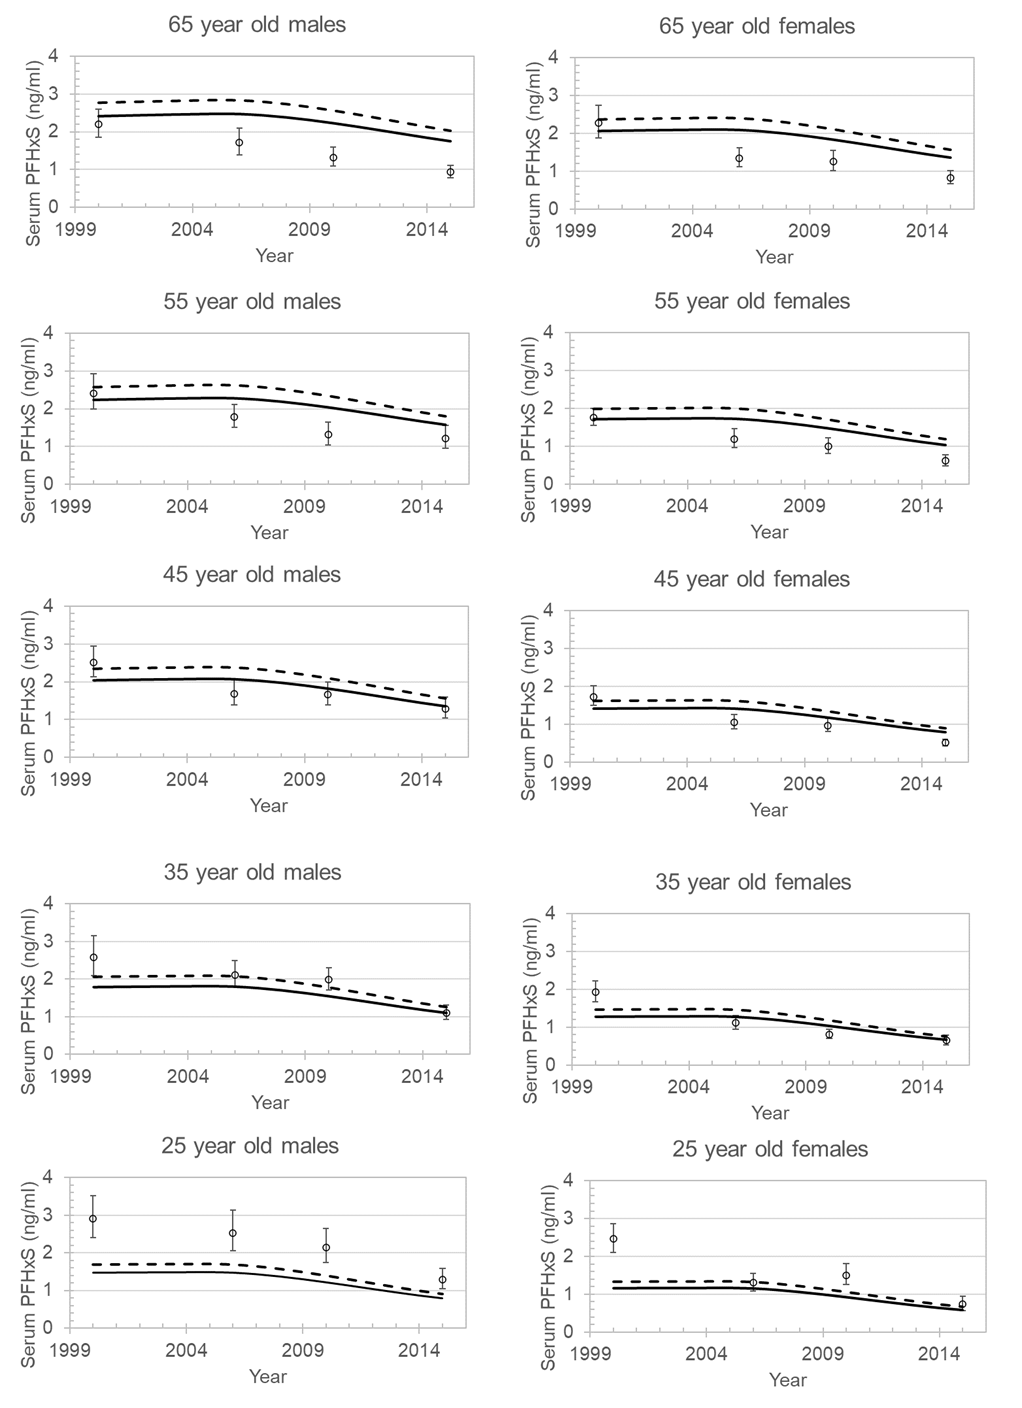 65 year old males
Serum PFHxS (ng/ml)
4
3
2
1
0
1999 2004 2009 2014
Year
65 year old females
Serum PFHxS (ng/ml)
4
3
2
1
0
1999 2004 2009 2014
Year
55 year old males
Serum PFHxS (ng/ml)
4
3
2
1
0
1999 2004 2009 2014
Year
55 year old females
Serum PFHxS (ng/ml)
4
3
2
1
0
1999 2004 2009 2014
Year
45 year old males
Serum PFHxS (ng/ml)
4
3
2
1
0
1999 2004 2009 2014
Year
45 year old females
Serum PFHxS (ng/ml)
4
3
2
1
0
1999 2004 2009 2014
Year
35 year old males
Serum PFHxS (ng/ml)
4
3
2
1
0
1999 2004 2009 2014
Year
35 year old females
Serum PFHxS (ng/ml)
4
3
2
1
0
1999 2004 2009 2014
Year
25 year old males
Serum PFHxS (ng/ml)
4
3
2
1
0
1999 2004 2009 2014
Year
25 year old females
Serum PFHxS (ng/ml)
4
3
2
1
0
1999 2004 2009 2014
Year